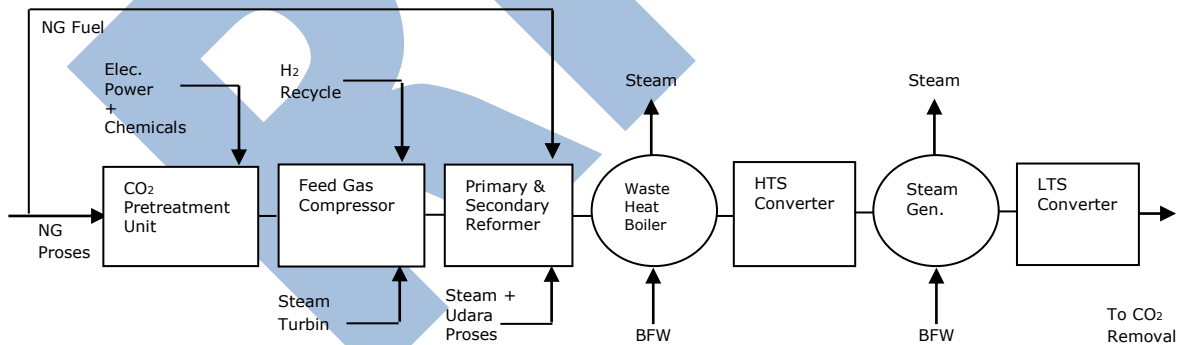 NG Fuel
Elec.
Power
+
Chemicals
H2
Recycle
Steam
Steam
CO2
Pretreatment
Unit
Feed Gas
Compressor
Primary &
Secondary
Reformer
Waste
Heat
Boiler
HTS
Converter
Steam
Gen.
LTS
Converter
NG
Proses
Steam
Turbin
Steam +
Udara
Proses
BFW
BFW
To CO2
Removal